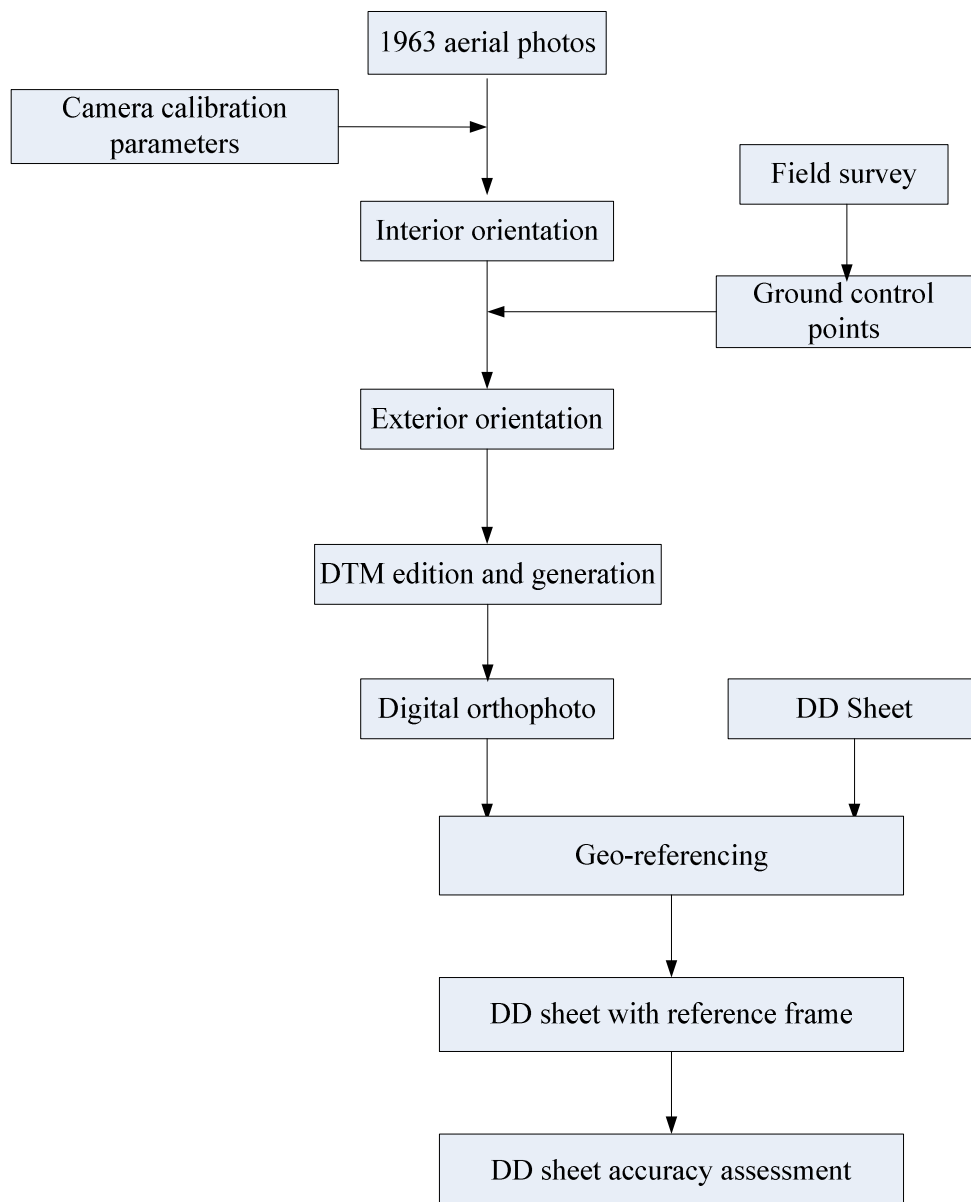 1963 aerial photos
Camera calibration
parameters
Field survey
Interior orientation
Ground control
points
Exterior orientation
DTM edition and generation
Digital orthophoto
DD Sheet
Geo-referencing
DD sheet with reference frame
DD sheet accuracy assessment